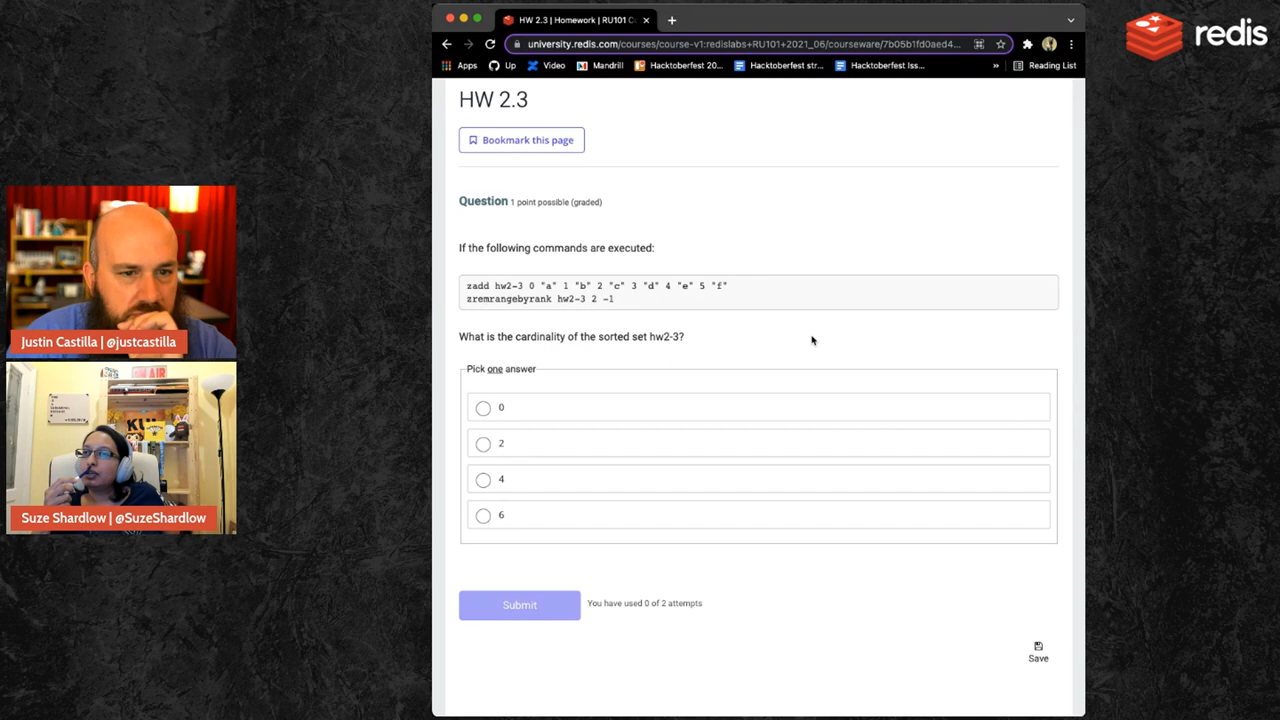 HW 2.3 | Homework | RU101 C
redis
university.redis.com/courses/course-v1:redislabs+RU101+2021_06/courseware/7b05b1fd0aed4...
Apps Up Video Mandrill Hacktoberfest 20... Hacktoberfest str... Hacktoberfest Iss... » Reading List
HW 2.3
Bookmark this page
Question 1 point possible (graded)
If the following commands are executed:
zadd hw2-3 0 "a" 1 "b" 2 "c" 3 "d" 4 "e" 5 "f"
zremrangebyrank hw2-3 2 -1
What is the cardinality of the sorted set hw2-3?
Pick one answer
0
2
4
6
Submit
You have used 0 of 2 attempts
Save
Justin Castilla | @justcastilla
ON AIR
Suze Shardlow | @SuzeShardlow